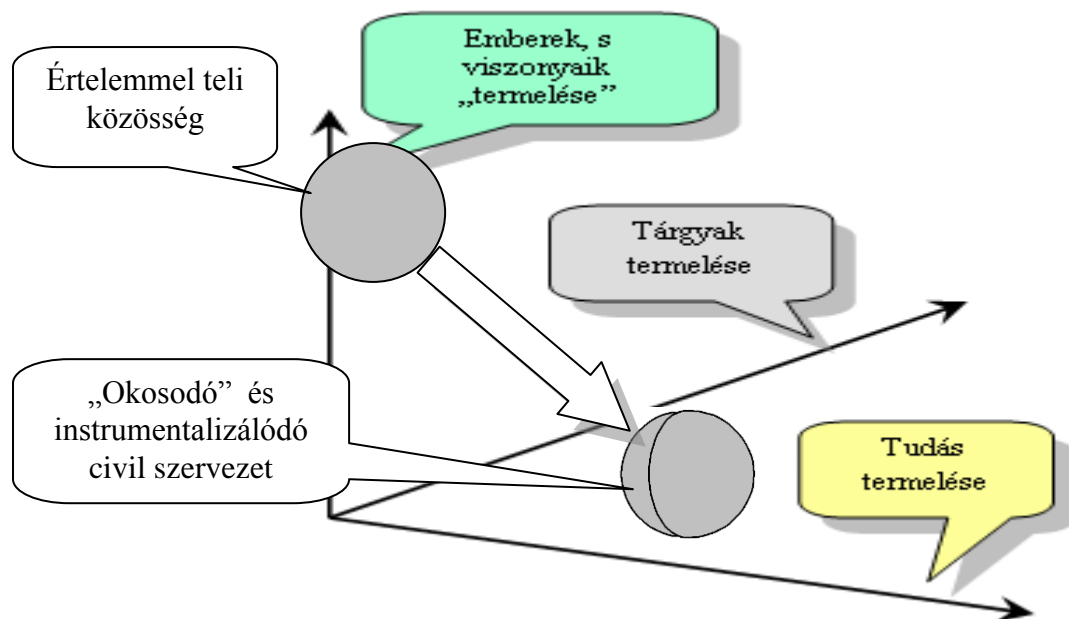 Értelemmel teli
közösség
Emberek, s
viszonyaik
„termelése”
Tárgyak
termelése
„Okosodó” és
instrumentalizálódó
civil szervezet
Tudás
termelése